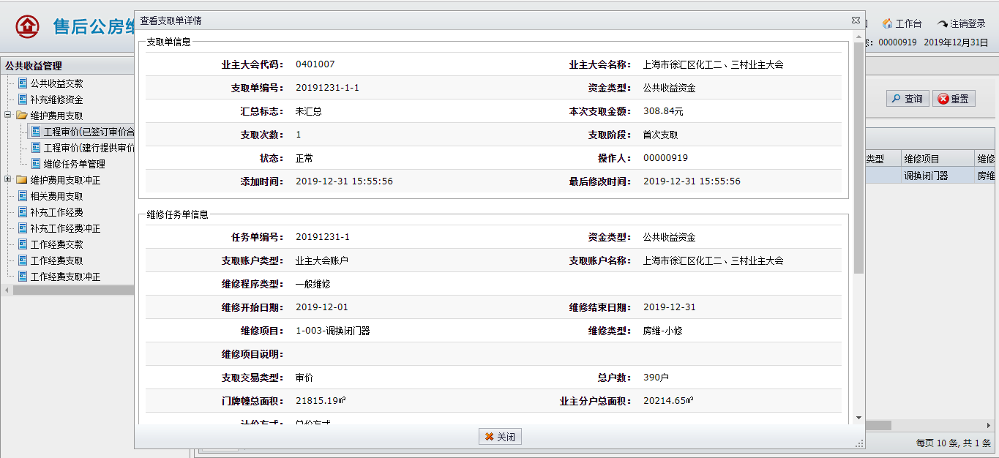 售后公房维
工作台 注销登录
00000919 2019年12月31日
公共收益管理
公共收益交款
补充维修资金
维护费用支取
工程审价(已签订审价合
工程审价(建行提供审价
维修任务单管理
维护费用支取冲正
相关费用支取
补充工作经费
补充工作经费冲正
工作经费交款
工作经费支取
工作经费支取冲正
查看支取单详情
支取单信息
业主大会代码： 0401007 业主大会名称： 上海市徐汇区化工二、三村业主大会
支取单编号： 20191231-1-1 资金类型： 公共收益资金
汇总标志： 未汇总 本次支取金额： 308.84元
支取次数： 1 支取阶段： 首次支取
状态： 正常 操作人： 00000919
添加时间： 2019-12-31 15:55:56 最后修改时间： 2019-12-31 15:55:56
维修任务单信息
任务单编号： 20191231-1 资金类型： 公共收益资金
支取账户类型： 业主大会账户 支取账户名称： 上海市徐汇区化工二、三村业主大会
维修程序类型： 一般维修
维修开始日期： 2019-12-01 维修结束日期： 2019-12-31
维修项目： 1-003-调换闭门器 维修类型： 房维-小修
维修项目说明：
支取交易类型： 审价 总户数： 390户
门牌幢总面积： 21815.19㎡ 业主分户总面积： 20214.65㎡
计价方式： 总价方式
关闭
查询 重置
类型 维修项目 维修
调换闭门器 房维
每页 10 条, 共 1 条